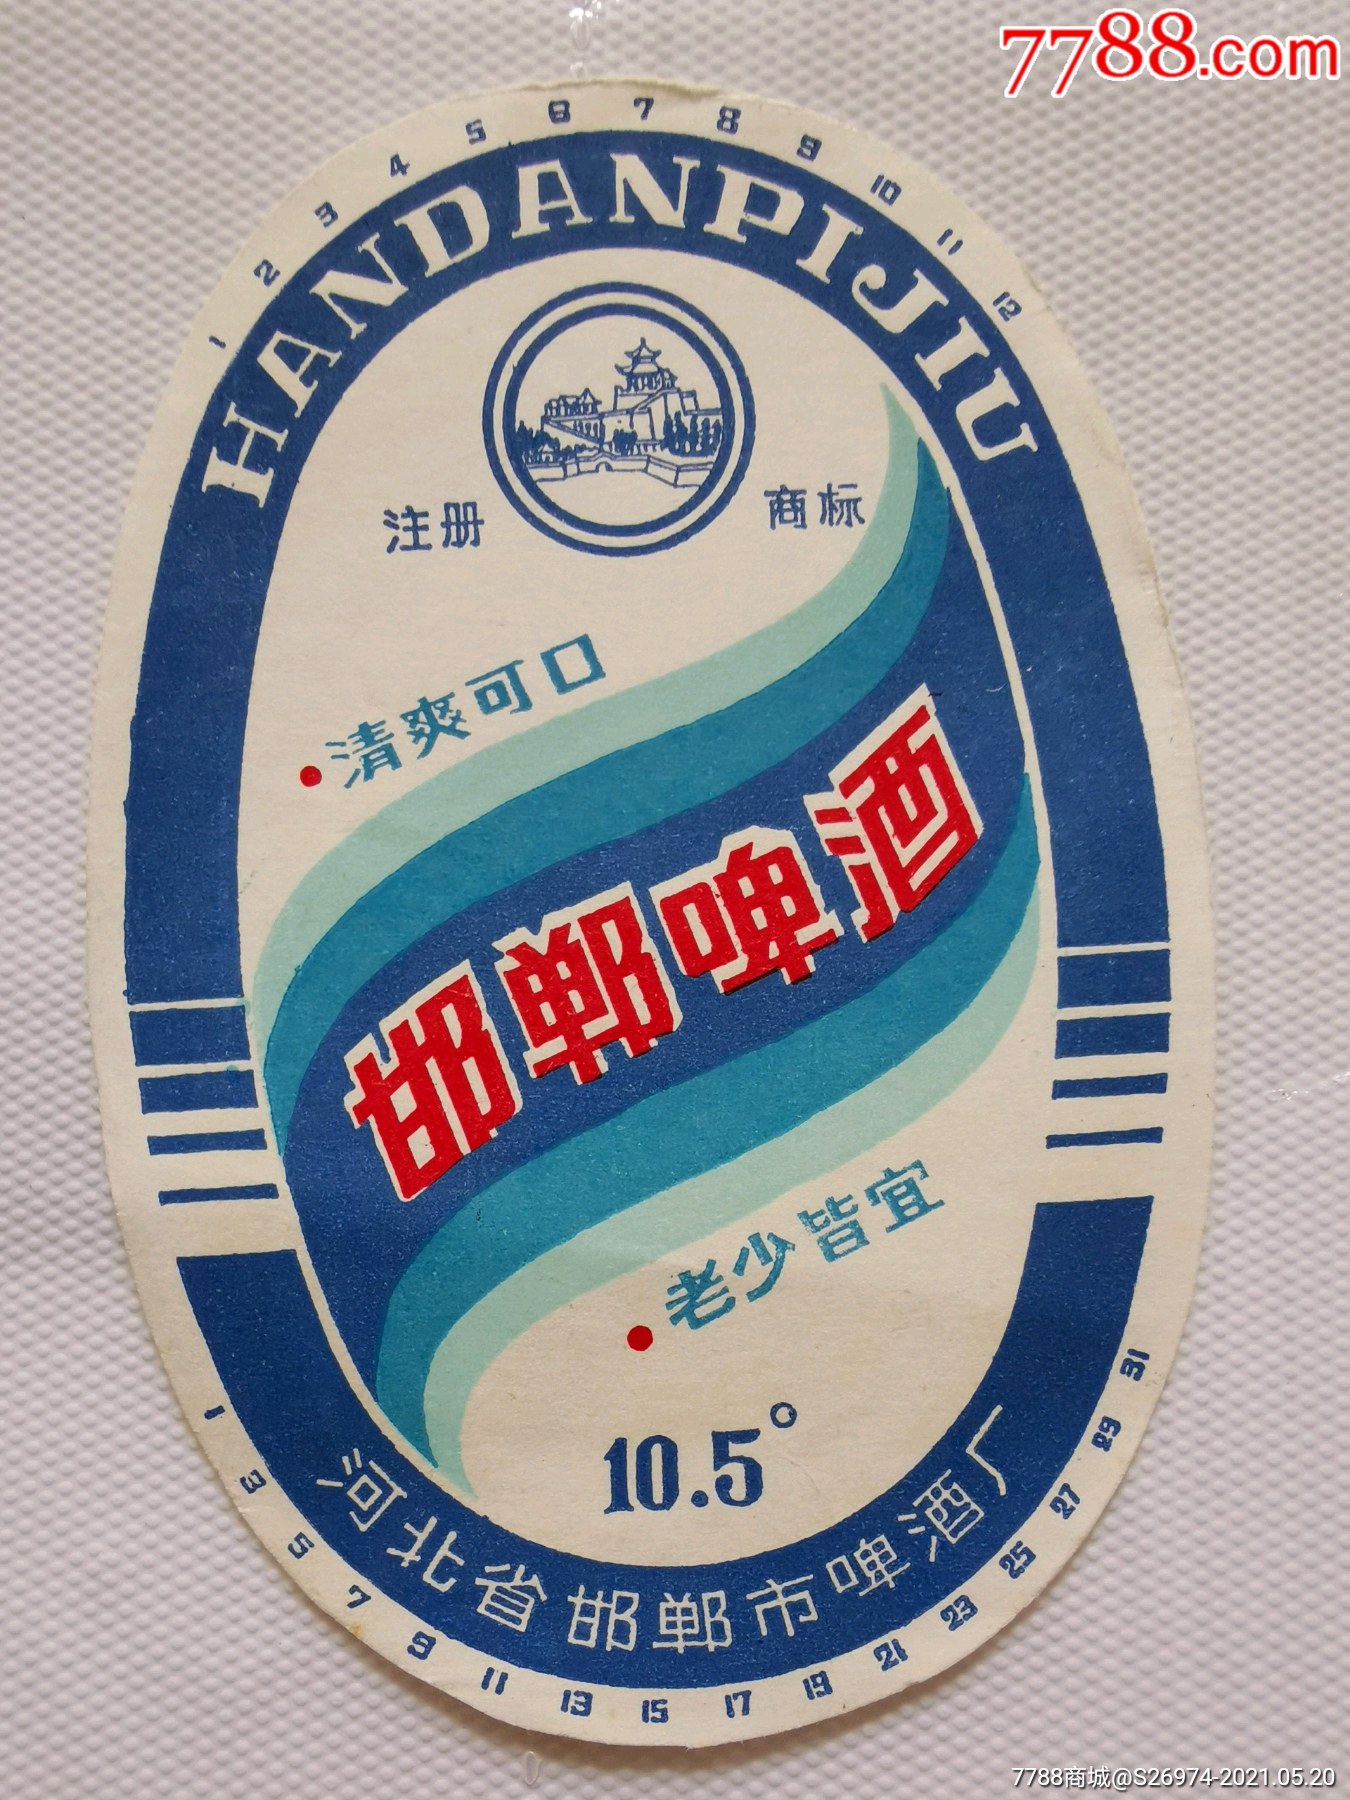 7788.com
1 2 3 4 5 6 7 8 9 10 11 12
HANDANPIJIU
注册 商标
·清爽可口
邯郸啤酒
·老少皆宜
10.5°
河北省邯郸市啤酒厂
1 3 5 7 9 11 13 15 17 19 21 23 25 27 29 31
7788商城@S26974-2021.05.20